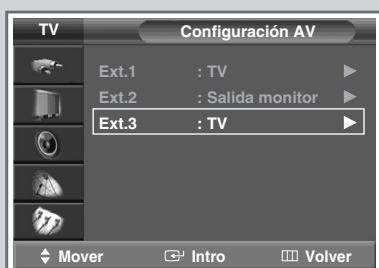 TV Configuración AV
Ext.1 : TV
Ext.2 : Salida monitor
Ext.3 : TV
Mover Intro Volver